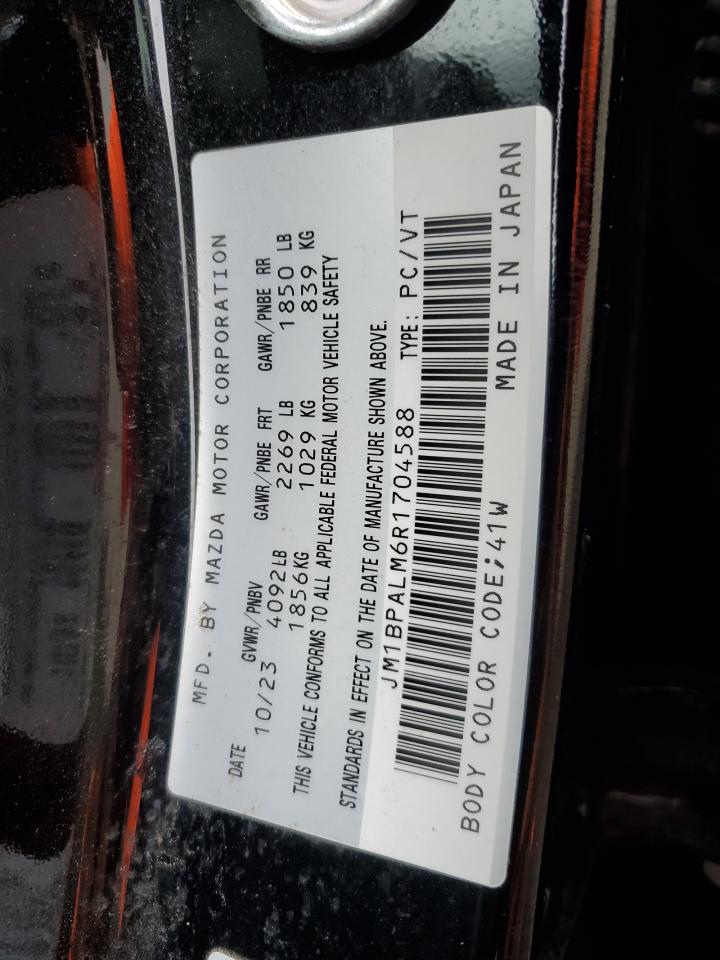 MFD. BY MAZDA MOTOR CORPORATION
DATE GVWR/PNBV GAWR/PNBE FRT GAWR/PNBE RR
10/23 4092LB 2269 LB 1850 LB
1856KG 1029 KG 839 KG
THIS VEHICLE CONFORMS TO ALL APPLICABLE FEDERAL MOTOR VEHICLE SAFETY
STANDARDS IN EFFECT ON THE DATE OF MANUFACTURE SHOWN ABOVE.
JM1BPALM6R1704588 TYPE: PC/VT
BODY COLOR CODE;41W MADE IN JAPAN